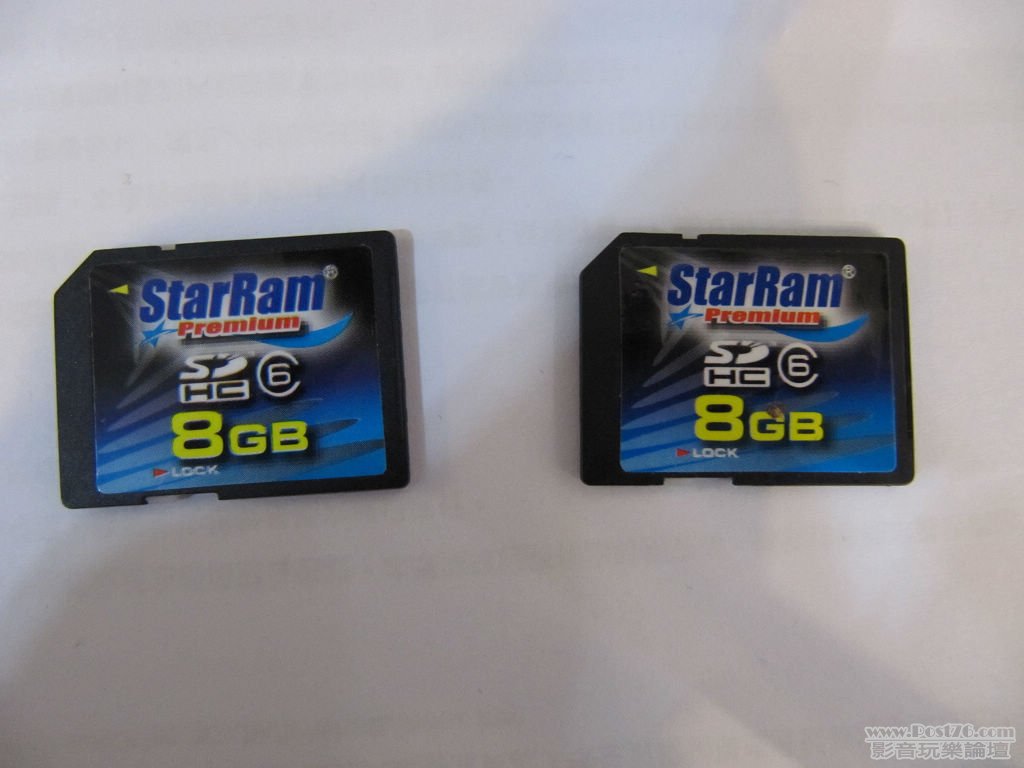 StarRam®
Premium
SD
HC 6
8GB
LOCK
StarRam®
Premium
SD
HC 6
8GB
LOCK
www.Post76.com
影音玩樂論壇